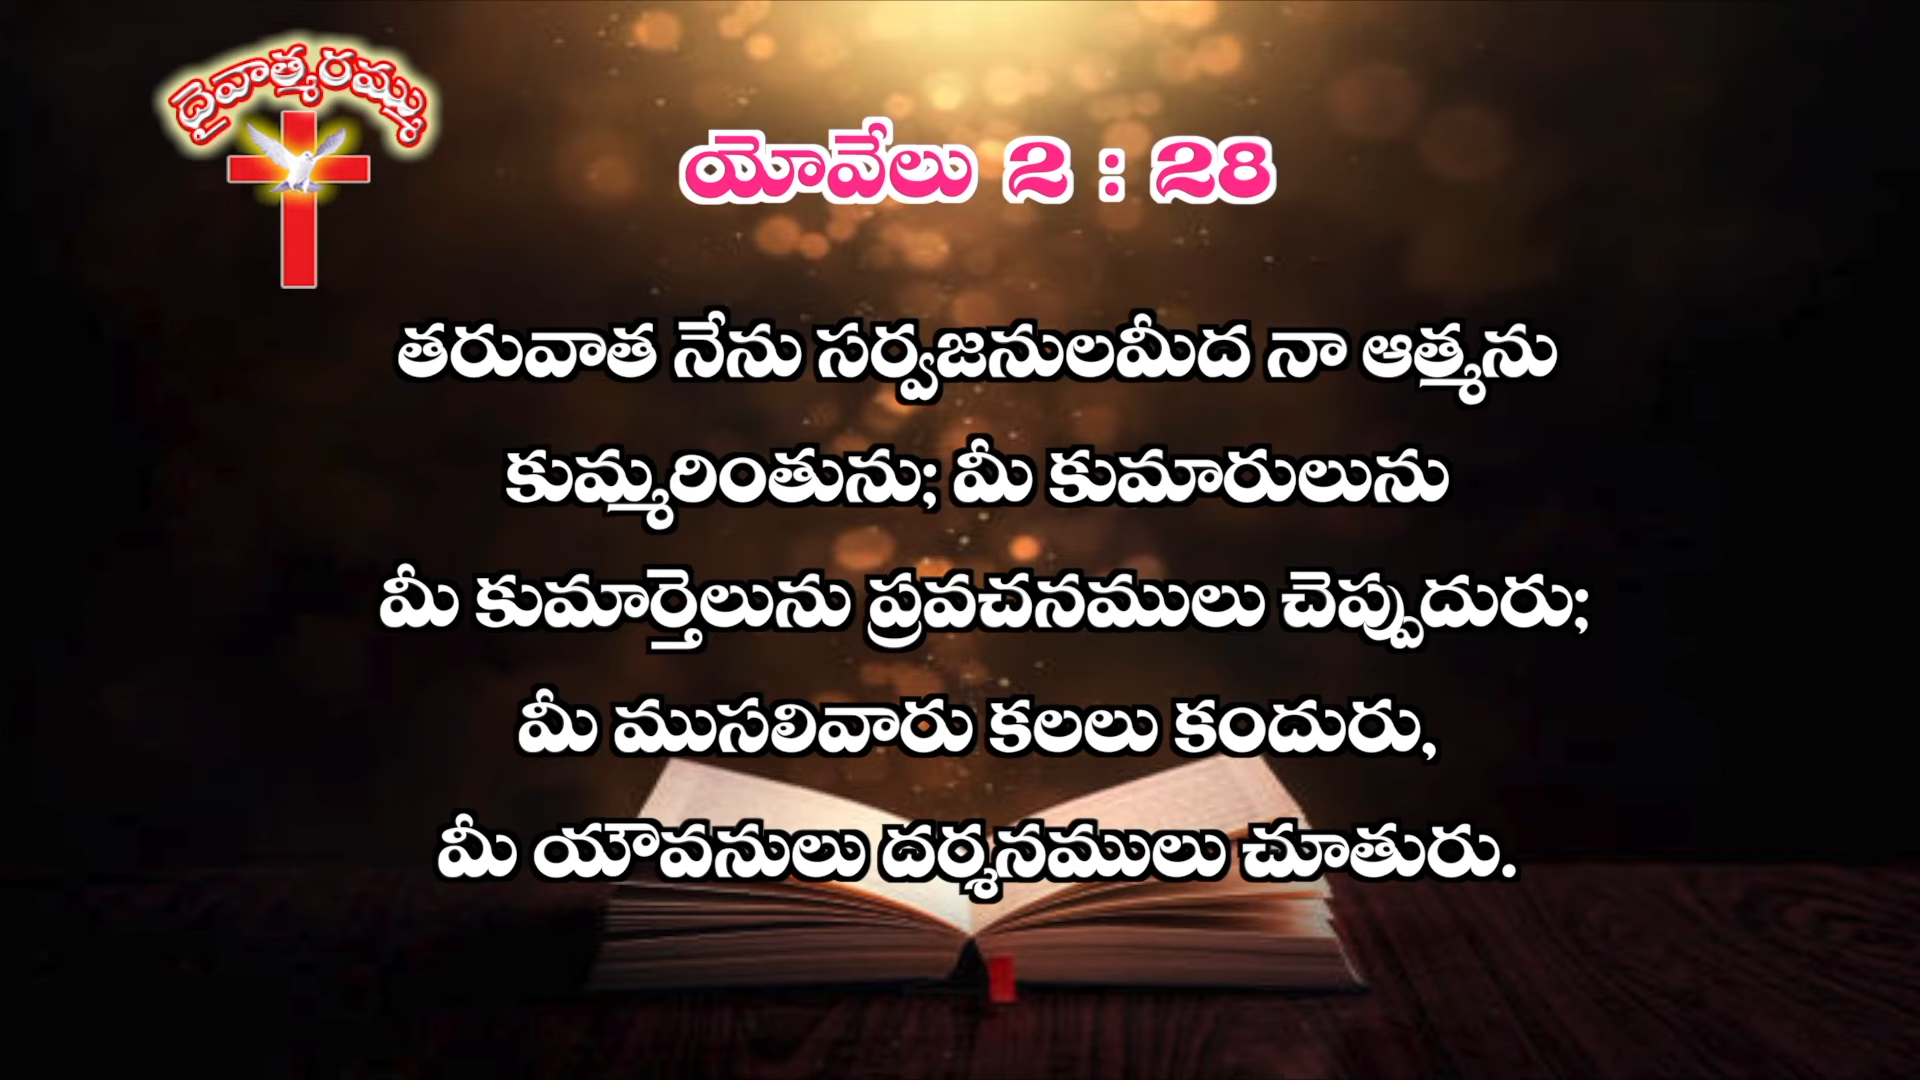 దైవాత్మరమ్ము
యోవేలు 2 : 28
తరువాత నేను సర్వజనులమీద నా ఆత్మను
కుమ్మరింతును; మీ కుమారులును
మీ కుమార్తెలును ప్రవచనములు చెప్పుదురు;
మీ ముసలివారు కలలు కందురు,
మీ యౌవనులు దర్శనములు చూతురు.